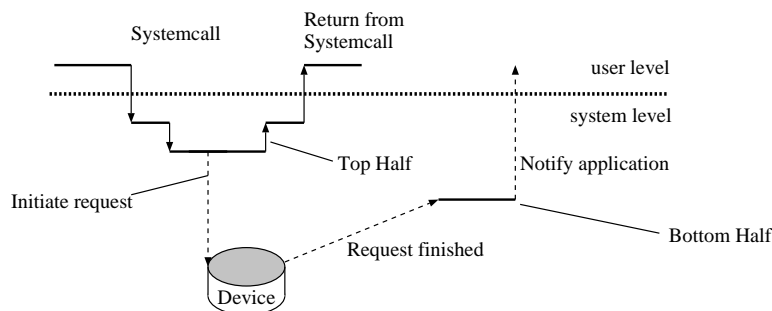 Systemcall
Return from
Systemcall
user level
system level
Top Half
Notify application
Initiate request
Request finished
Bottom Half
Device